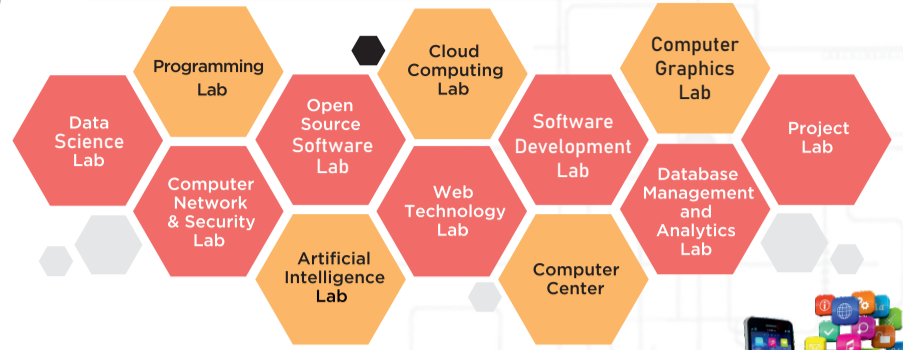 Data
Science
Lab
Programming
Lab
Computer
Network
& Security
Lab
Open
Source
Software
Lab
Artificial
Intelligence
Lab
Cloud
Computing
Lab
Web
Technology
Lab
Software
Development
Lab
Computer
Center
Computer
Graphics
Lab
Database
Management
and
Analytics
Lab
Project
Lab